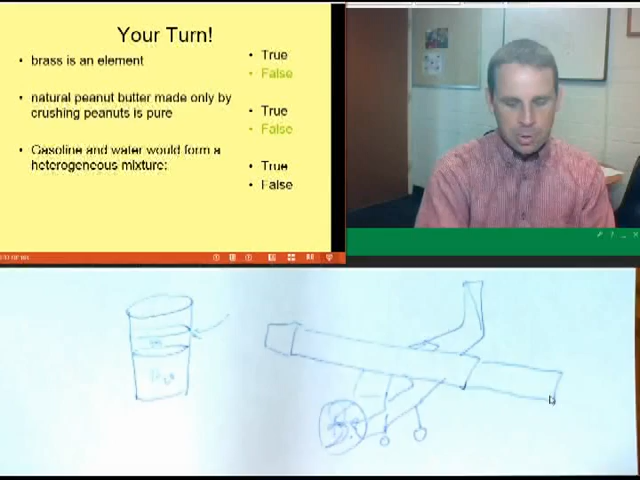 Your Turn!
• brass is an element
• True
• False
• natural peanut butter made only by
crushing peanuts is pure
• True
• False
• Gasoline and water would form a
heterogeneous mixture:
• True
• False